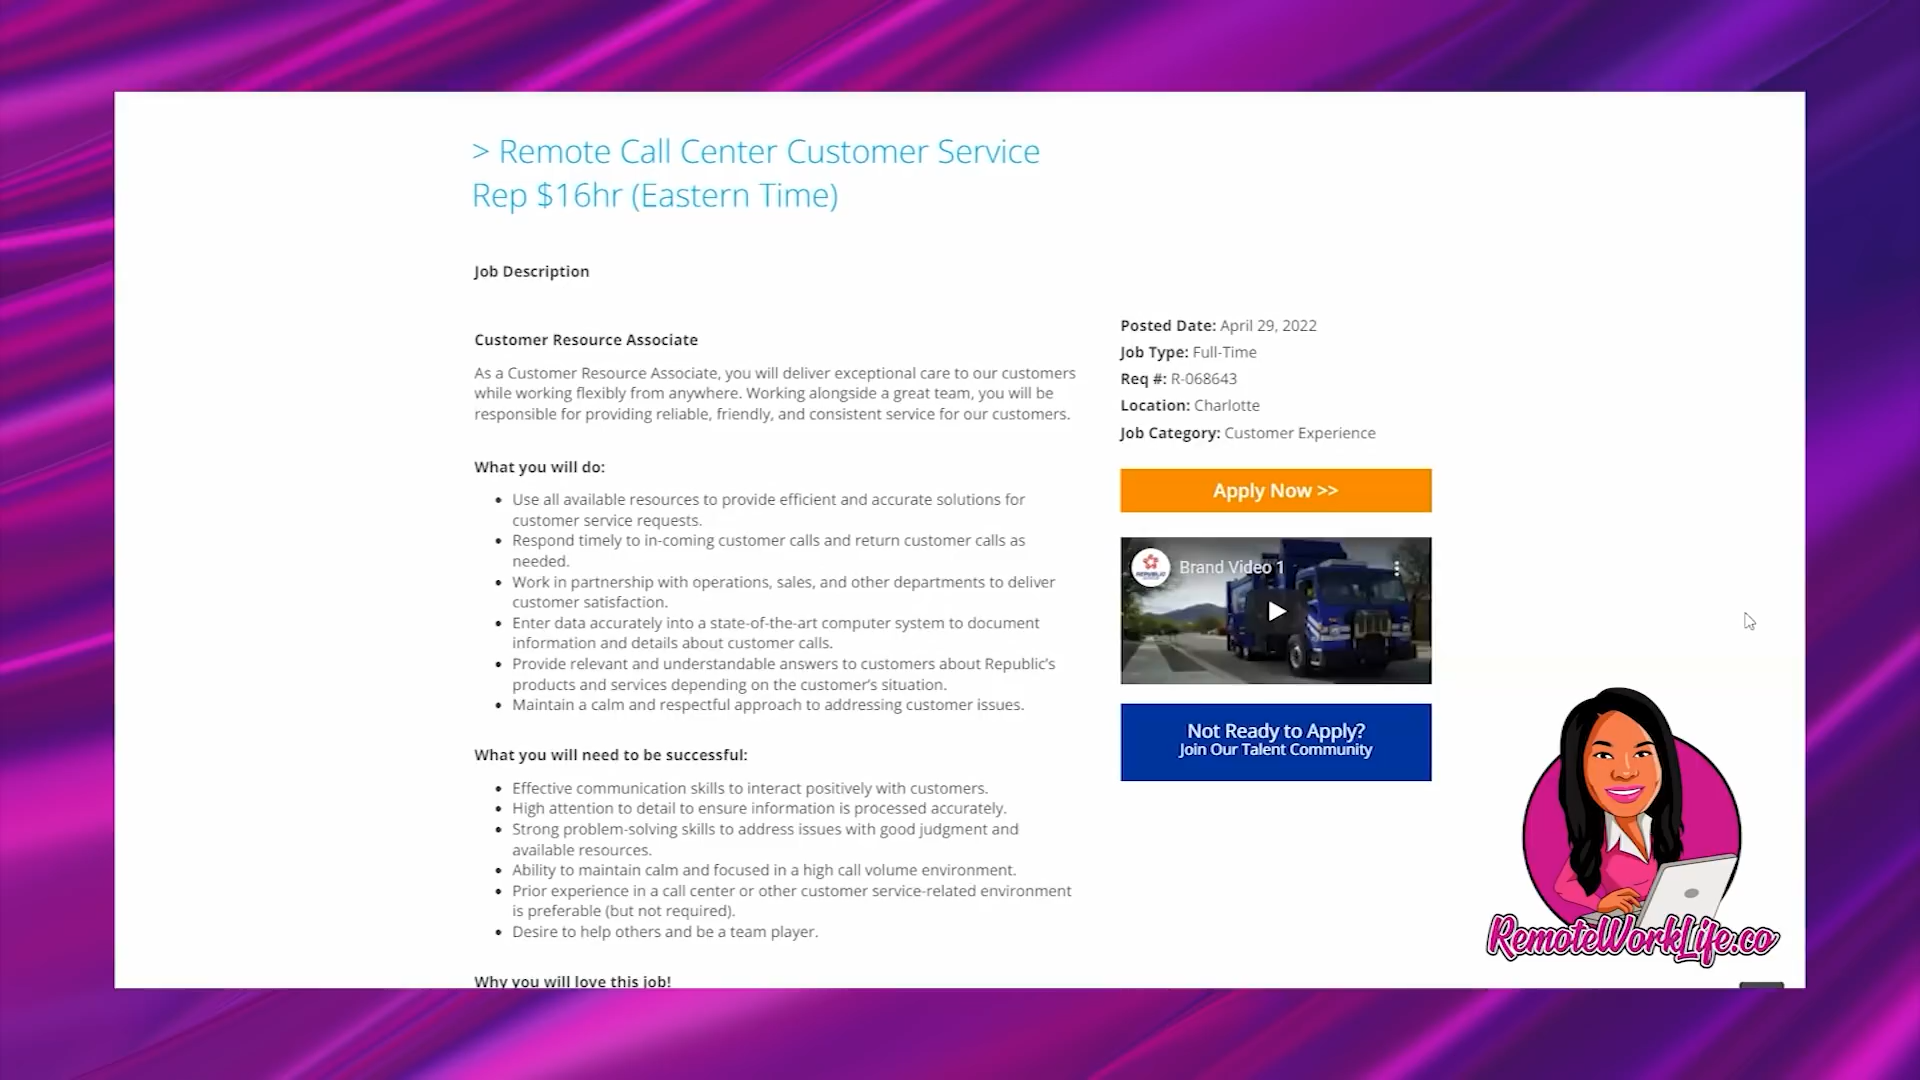 > Remote Call Center Customer Service
Rep $16hr (Eastern Time)
Job Description
Customer Resource Associate
As a Customer Resource Associate, you will deliver exceptional care to our customers
while working flexibly from anywhere. Working alongside a great team, you will be
responsible for providing reliable, friendly, and consistent service for our customers.
What you will do:
Use all available resources to provide efficient and accurate solutions for
customer service requests.
Respond timely to in-coming customer calls and return customer calls as
needed.
Work in partnership with operations, sales, and other departments to deliver
customer satisfaction.
Enter data accurately into a state-of-the-art computer system to document
information and details about customer calls.
Provide relevant and understandable answers to customers about Republic's
products and services depending on the customer's situation.
Maintain a calm and respectful approach to addressing customer issues.
What you will need to be successful:
Effective communication skills to interact positively with customers.
High attention to detail to ensure information is processed accurately.
Strong problem-solving skills to address issues with good judgment and
available resources.
Ability to maintain calm and focused in a high call volume environment.
Prior experience in a call center or other customer service-related environment
is preferable (but not required).
Desire to help others and be a team player.
Why you will love this job!
Posted Date: April 29, 2022
Job Type: Full-Time
Req #: R-068643
Location: Charlotte
Job Category: Customer Experience
Apply Now >>
Brand Video 1
Not Ready to Apply?
Join Our Talent Community
RemoteWorkLife.co